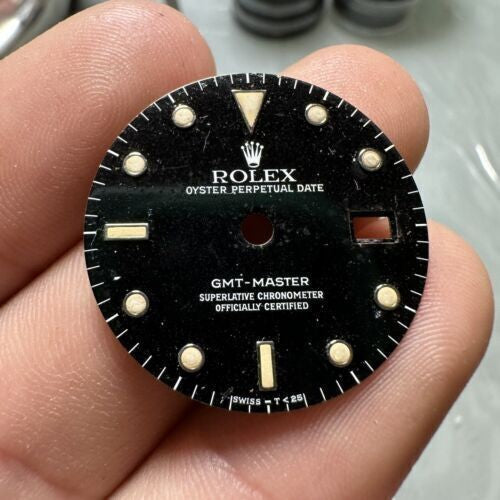 ROLEX
OYSTER PERPETUAL DATE
GMT-MASTER
SUPERLATIVE CHRONOMETER
OFFICIALLY CERTIFIED
SWISS - T < 25